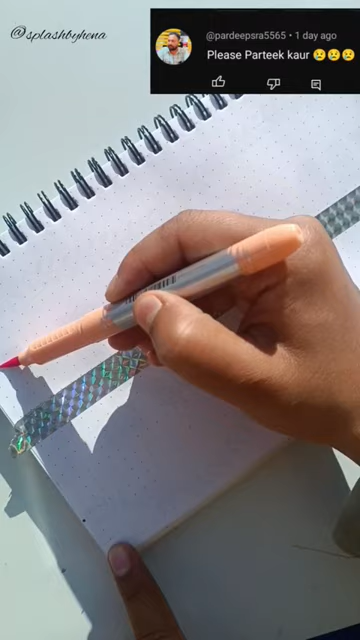 @splashbyhena
@pardeepsra5565 • 1 day ago
Please Parteek kaur 😢😢😢